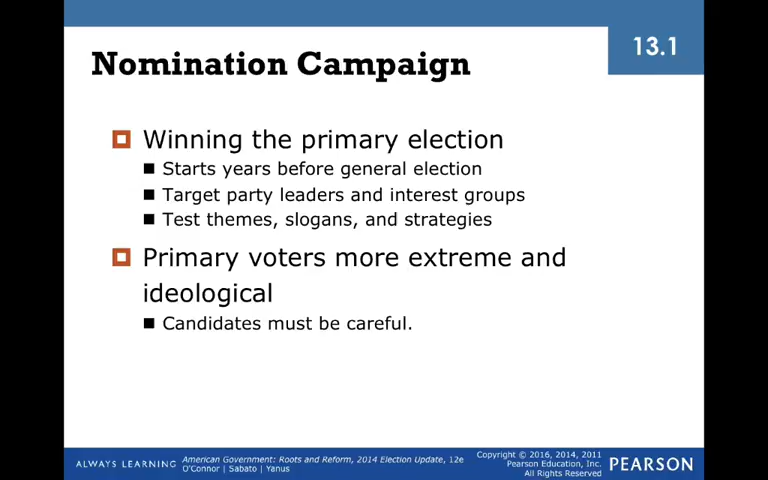 13.1
Nomination Campaign
Winning the primary election
Starts years before general election
Target party leaders and interest groups
Test themes, slogans, and strategies
Primary voters more extreme and
ideological
Candidates must be careful.
ALWAYS LEARNING
American Government: Roots and Reform, 2014 Election Update, 12e
O'Connor | Sabato | Yanus
Copyright © 2016, 2014, 2011
Pearson Education, Inc.
All Rights Reserved
PEARSON